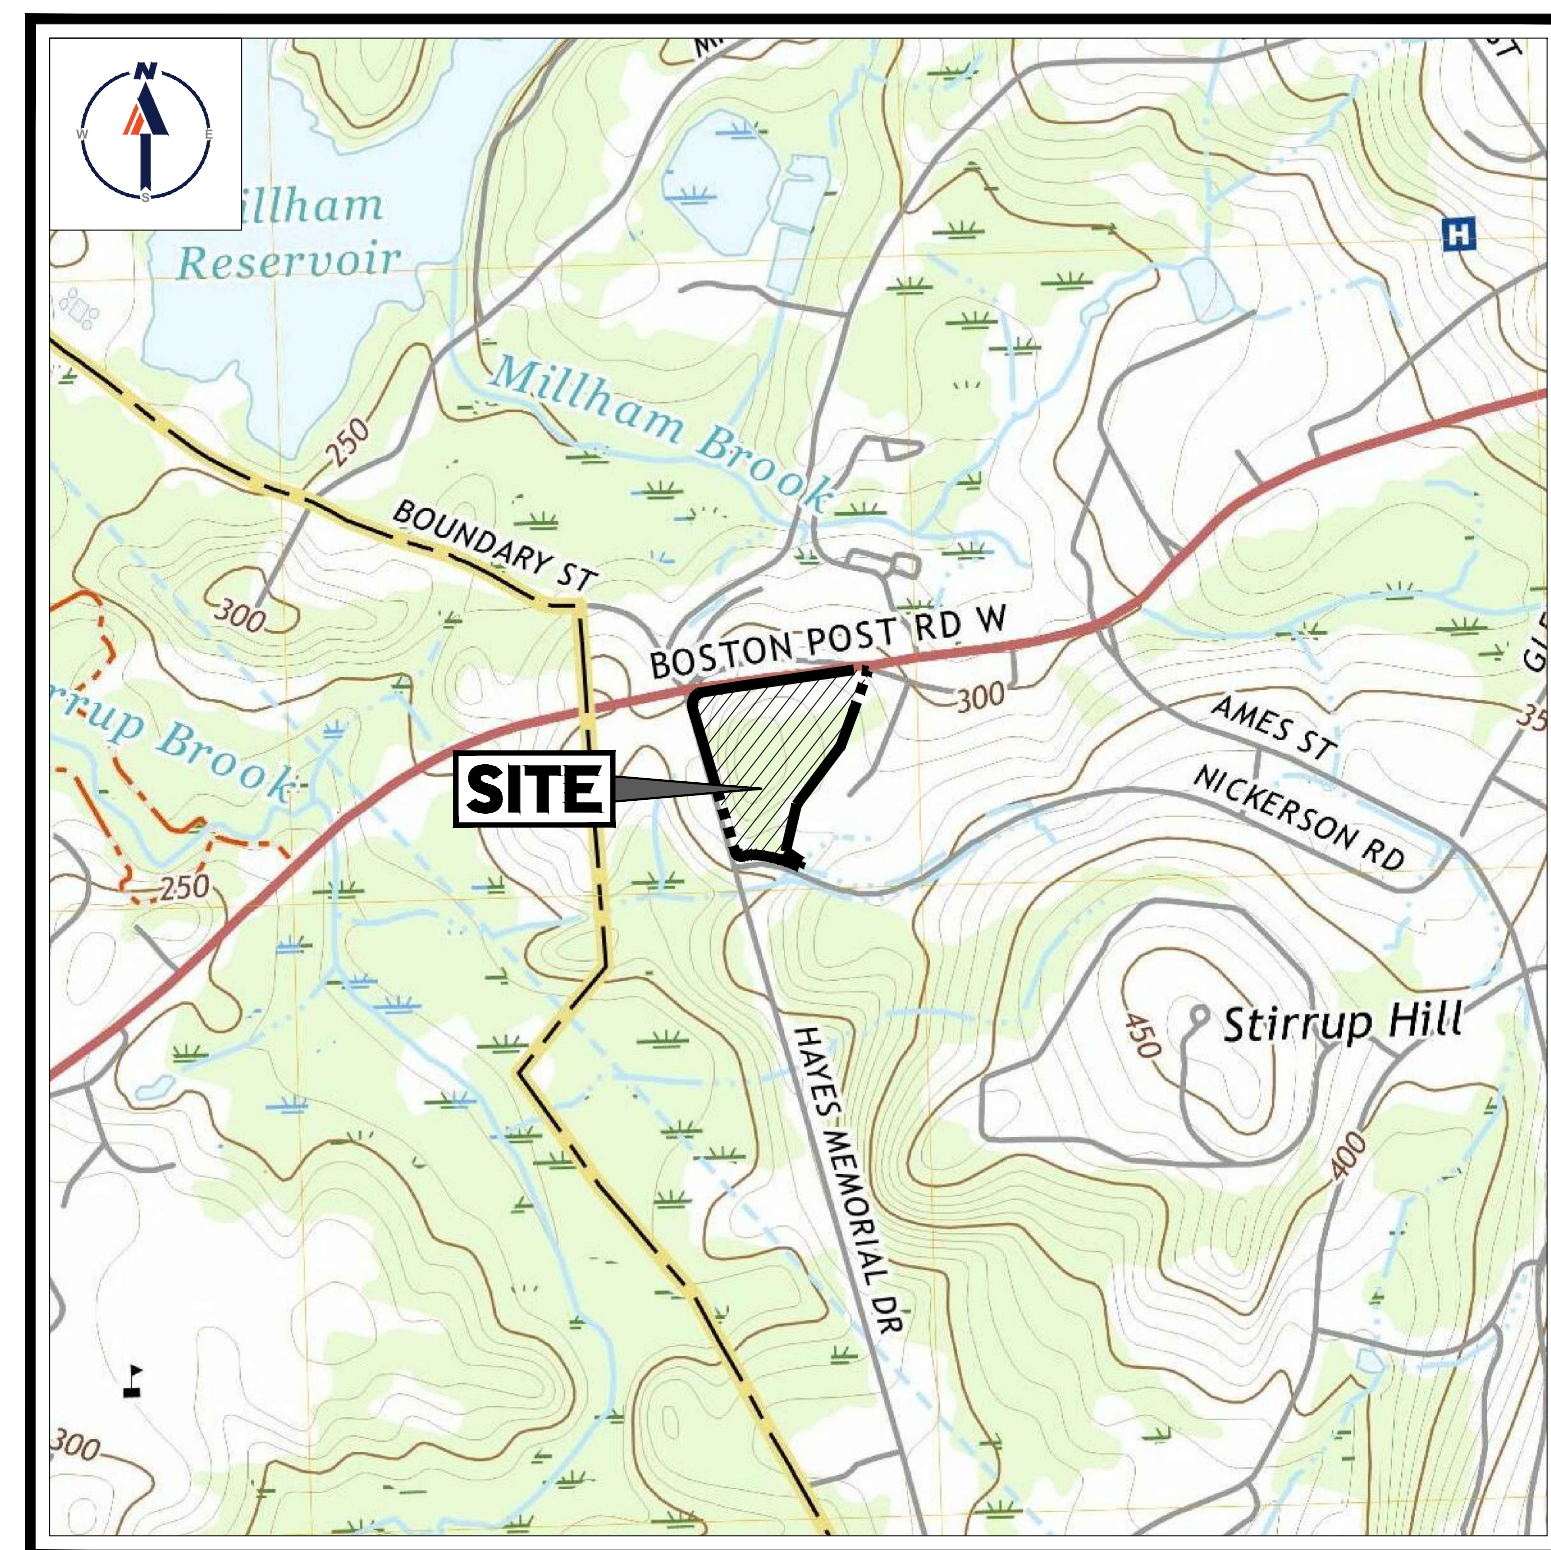 N
W
E
S
illham
Reservoir
H
Millham Brook
250
BOUNDARY ST
300
BOSTON POST RD W
300
rrup Brook
SITE
AMES ST
NICKERSON RD
250
450
Stirrup Hill
HAYES MEMORIAL DR
400
300